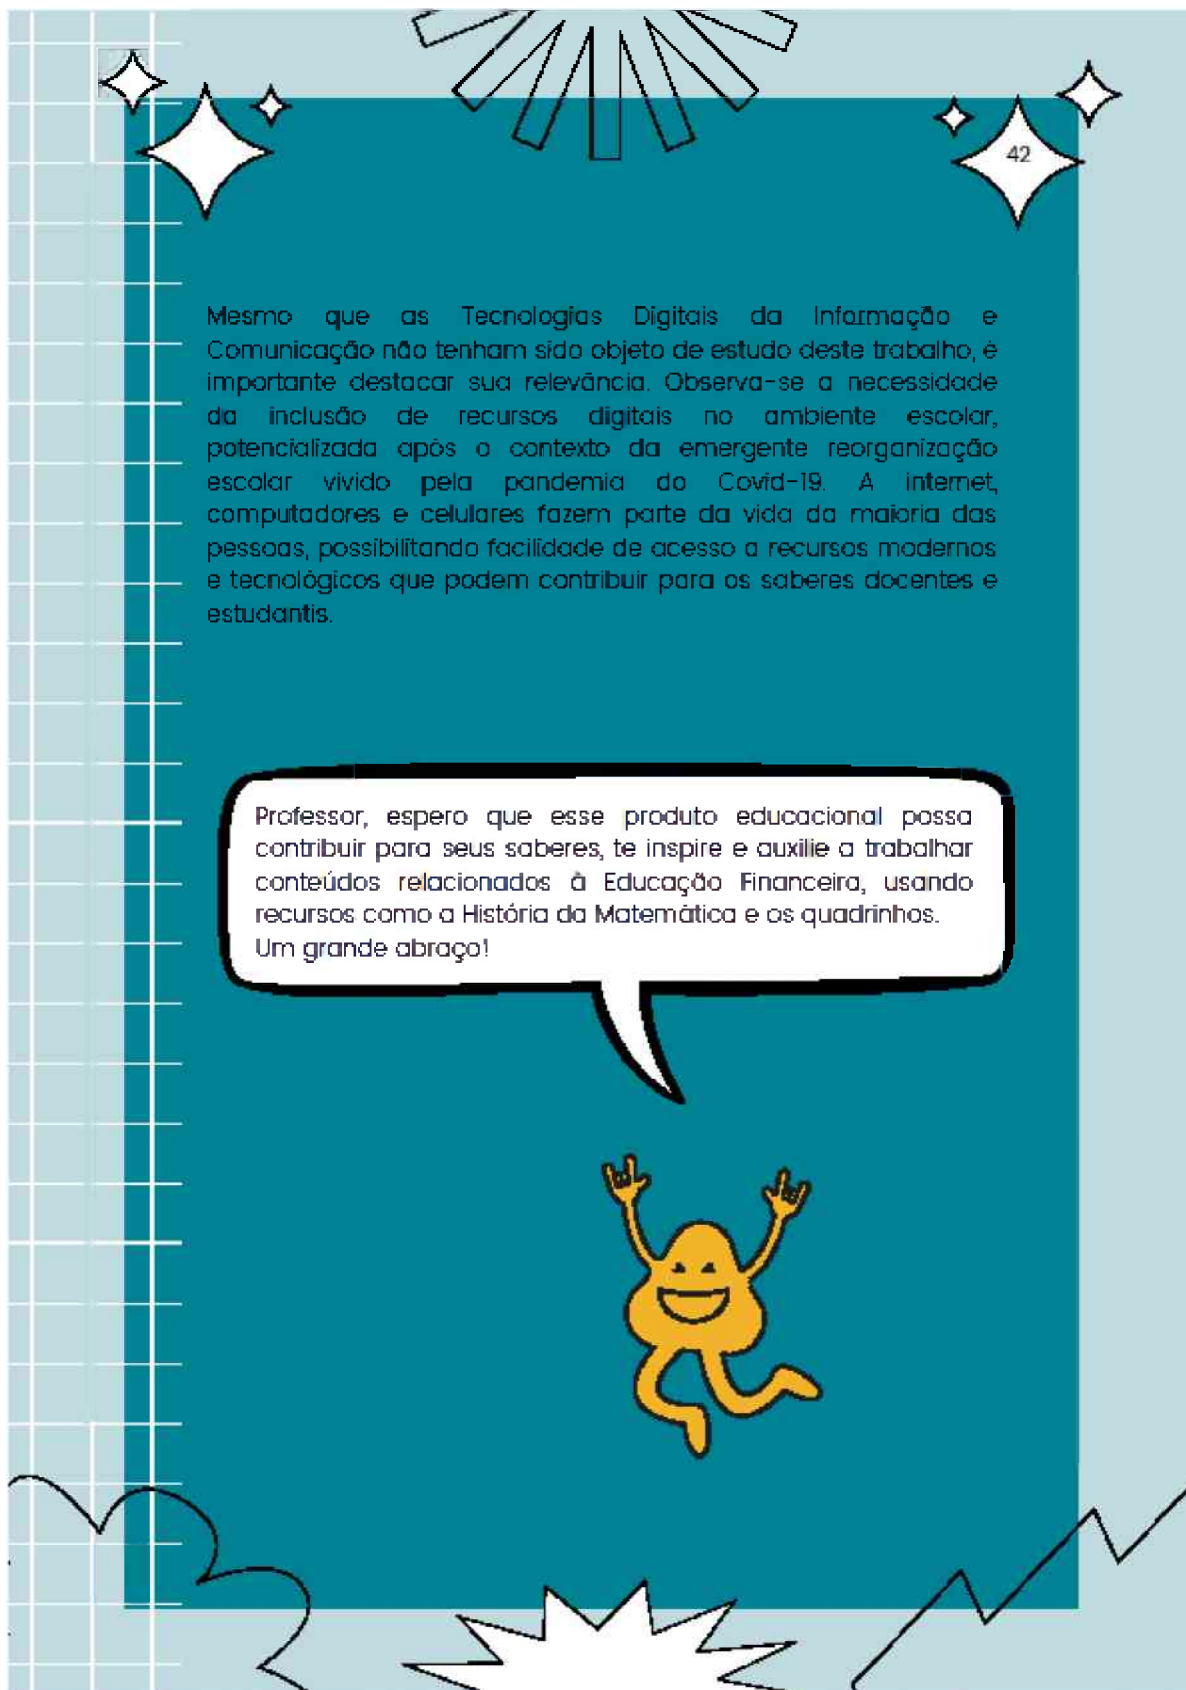 42
Mesmo que as Tecnologias Digitais da Informação e
Comunicação não tenham sido objeto de estudo deste trabalho, é
importante destacar sua relevância. Observa-se a necessidade
da inclusão de recursos digitais no ambiente escolar,
potencializada após o contexto da emergente reorganização
escolar vivido pela pandemia do Covid-19. A internet,
computadores e celulares fazem parte da vida da maioria das
pessoas, possibilitando facilidade de acesso a recursos modernos
e tecnológicos que podem contribuir para os saberes docentes e
estudantis.
Professor, espero que esse produto educacional possa
contribuir para seus saberes, te inspire e auxilie a trabalhar
conteúdos relacionados à Educação Financeira, usando
recursos como a História da Matemática e os quadrinhos.
Um grande abraço!